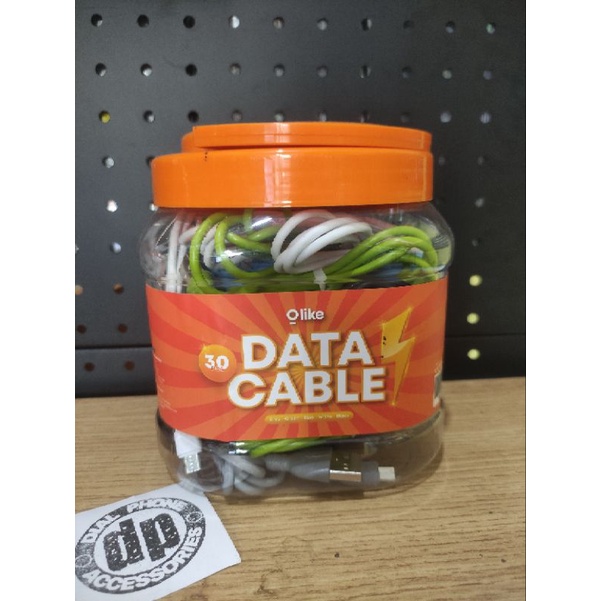 Olike
DATA
30
CABLE
DIAL PHONE
dp
ACCESSORIES